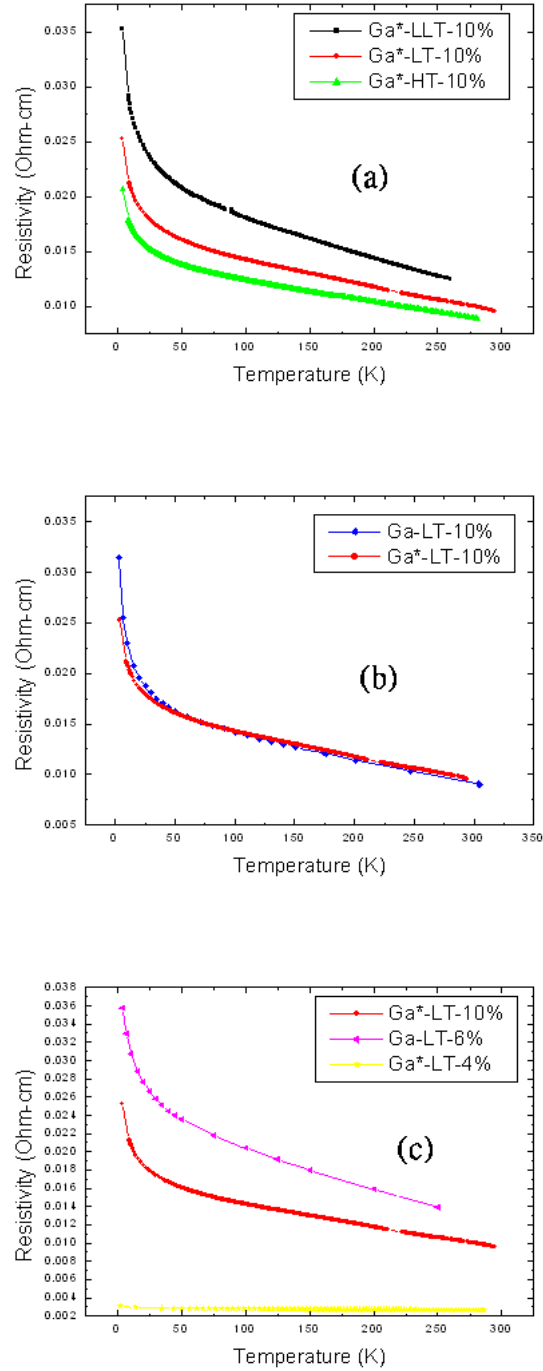 0.035
0.030
0.025
0.020
0.015
0.010
Resistivity (Ohm-cm)
Ga*-LLT-10%
Ga*-LT-10%
Ga*-HT-10%
(a)
0 50 100 150 200 250 300
Temperature (K)
0.035
0.030
0.025
0.020
0.015
0.010
0.005
Resistivity (Ohm-cm)
Ga-LT-10%
Ga*-LT-10%
(b)
0 50 100 150 200 250 300 350
Temperature (K)
0.038
0.036
0.034
0.032
0.030
0.028
0.026
0.024
0.022
0.020
0.018
0.016
0.014
0.012
0.010
0.008
0.006
0.004
0.002
Resistivity (Ohm-cm)
Ga*-LT-10%
Ga-LT-6%
Ga*-LT-4%
(c)
0 50 100 150 200 250 300
Temperature (K)